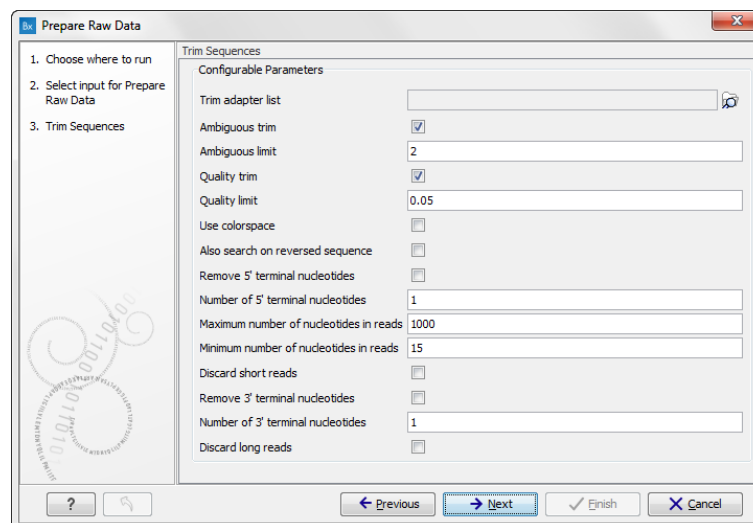 Bx Prepare Raw Data
1. Choose where to run
2. Select input for Prepare
Raw Data
3. Trim Sequences
Trim Sequences
Configurable Parameters
Trim adapter list
Ambiguous trim
Ambiguous limit 2
Quality trim
Quality limit 0.05
Use colorspace
Also search on reversed sequence
Remove 5' terminal nucleotides
Number of 5' terminal nucleotides 1
Maximum number of nucleotides in reads 1000
Minimum number of nucleotides in reads 15
Discard short reads
Remove 3' terminal nucleotides
Number of 3' terminal nucleotides 1
Discard long reads
? Previous Next Finish Cancel